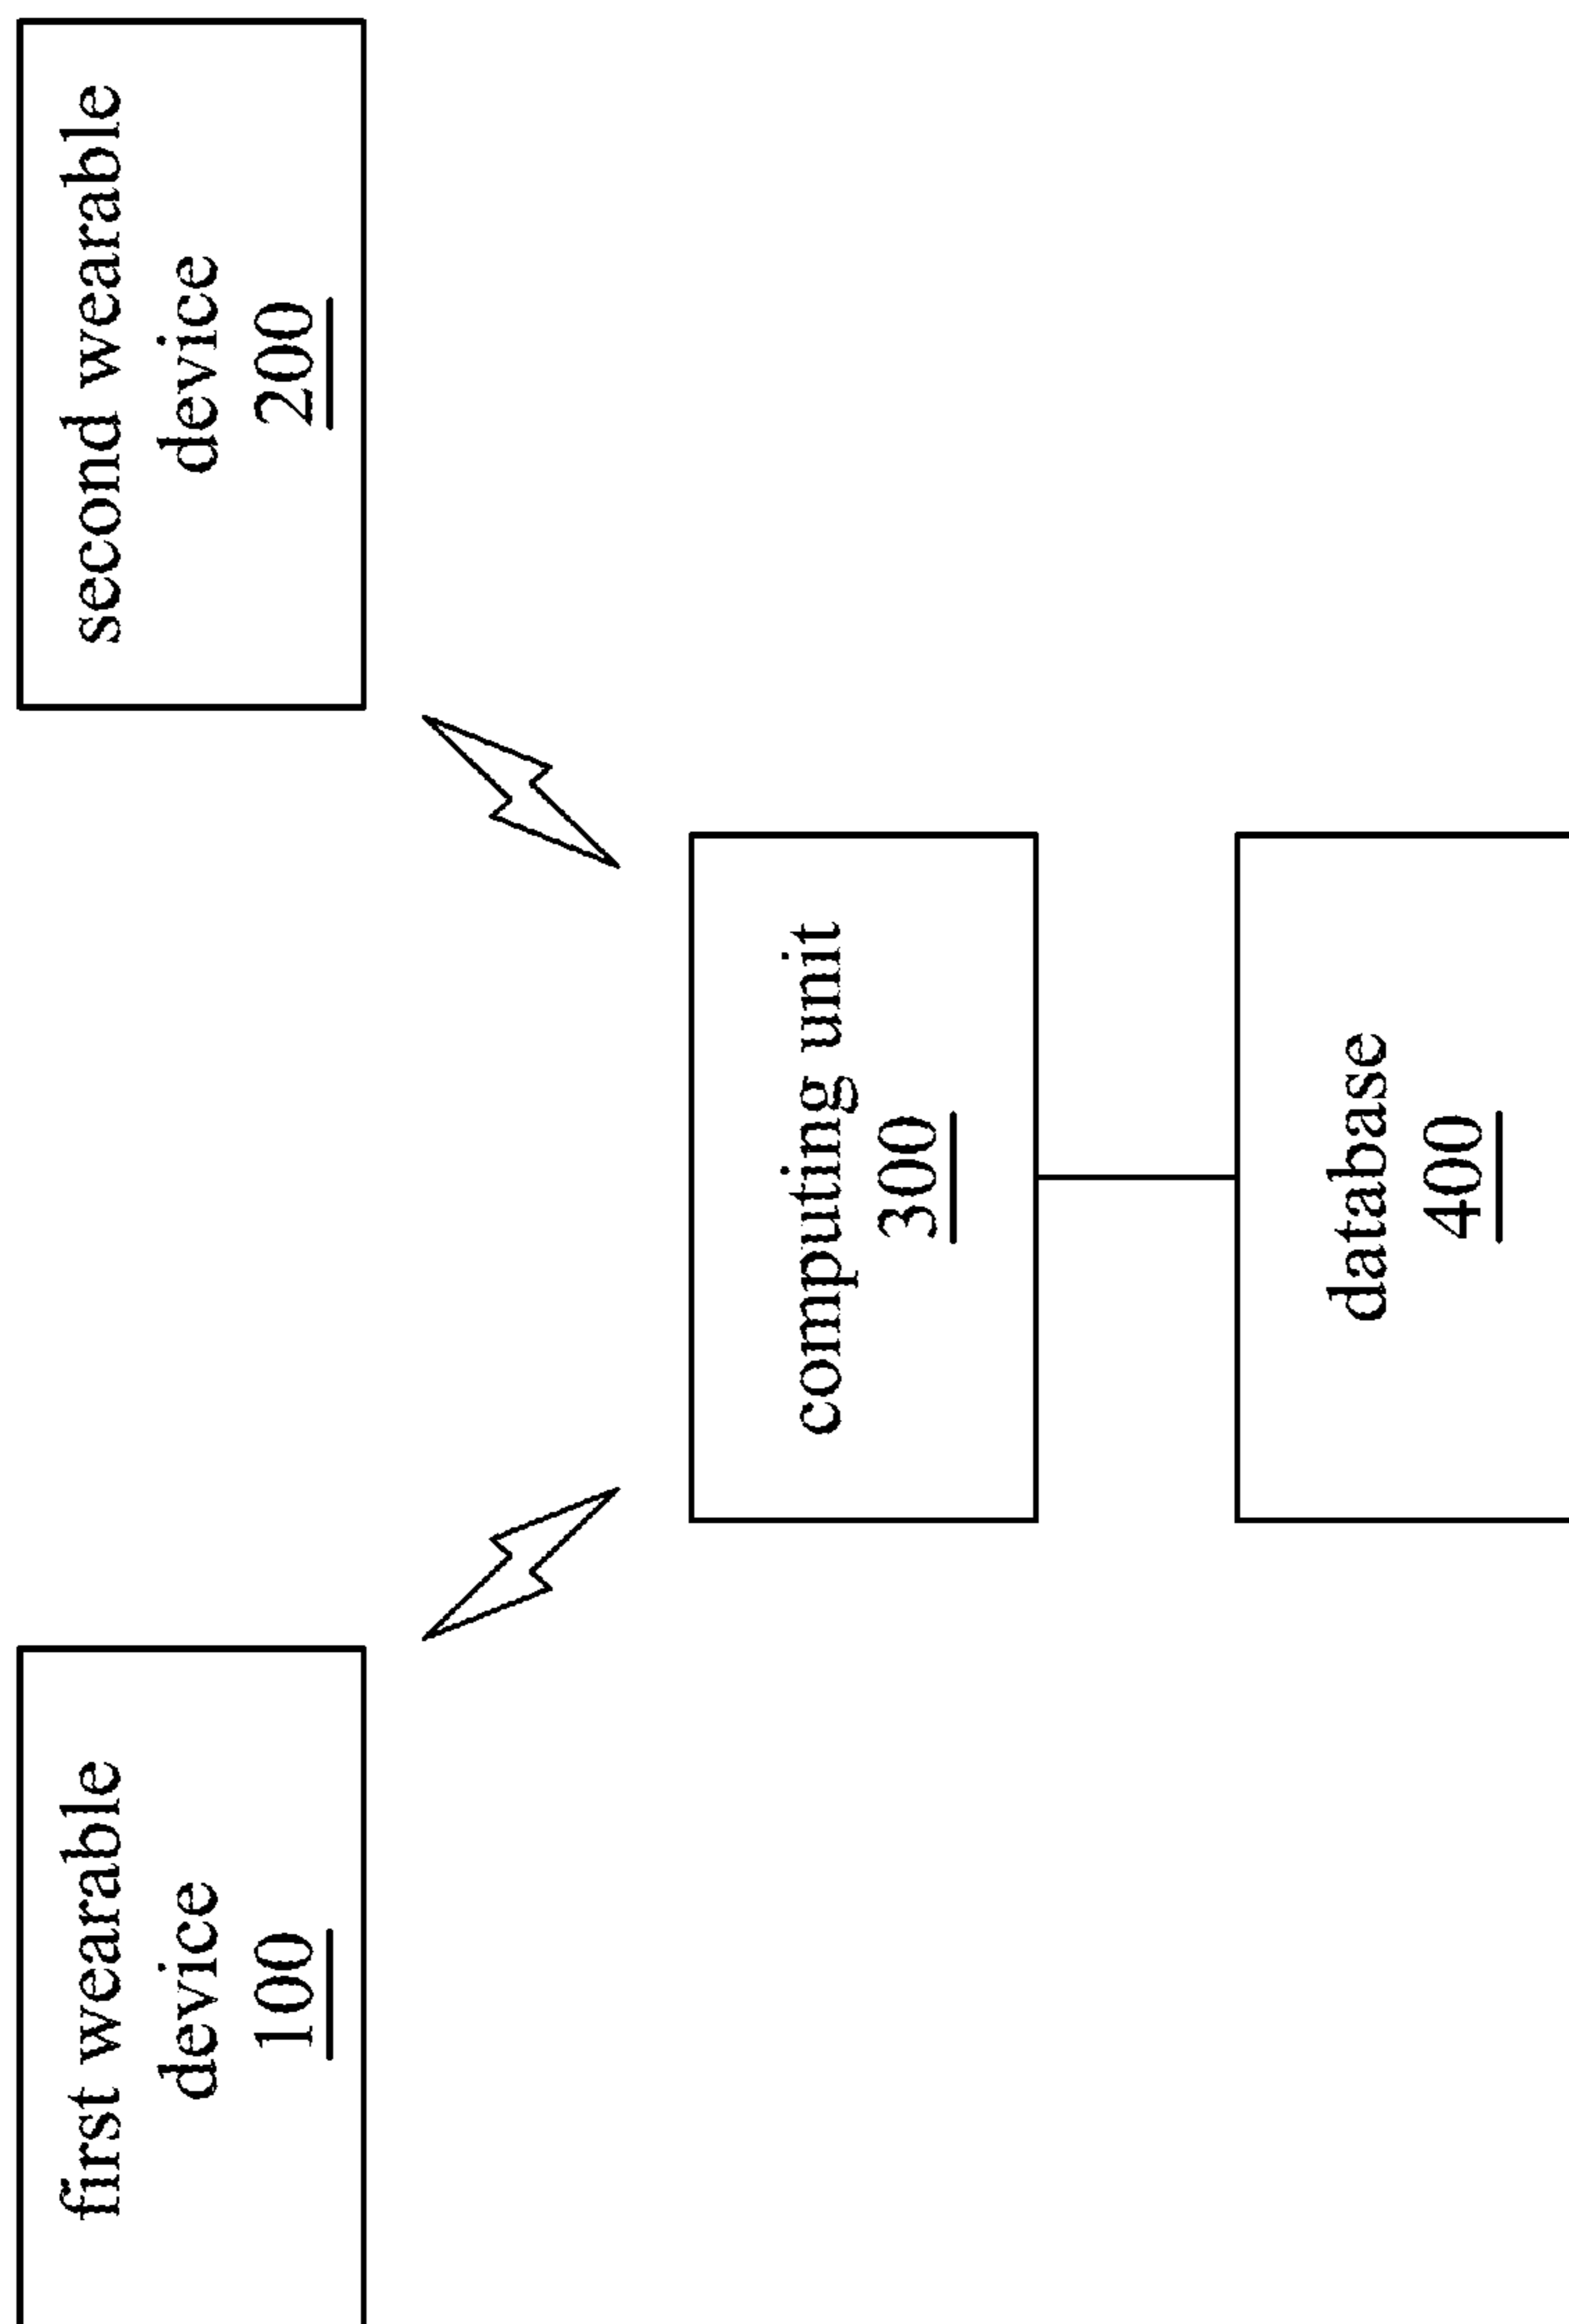 first wearable
device
100
second wearable
device
200
computing unit
300
database
400